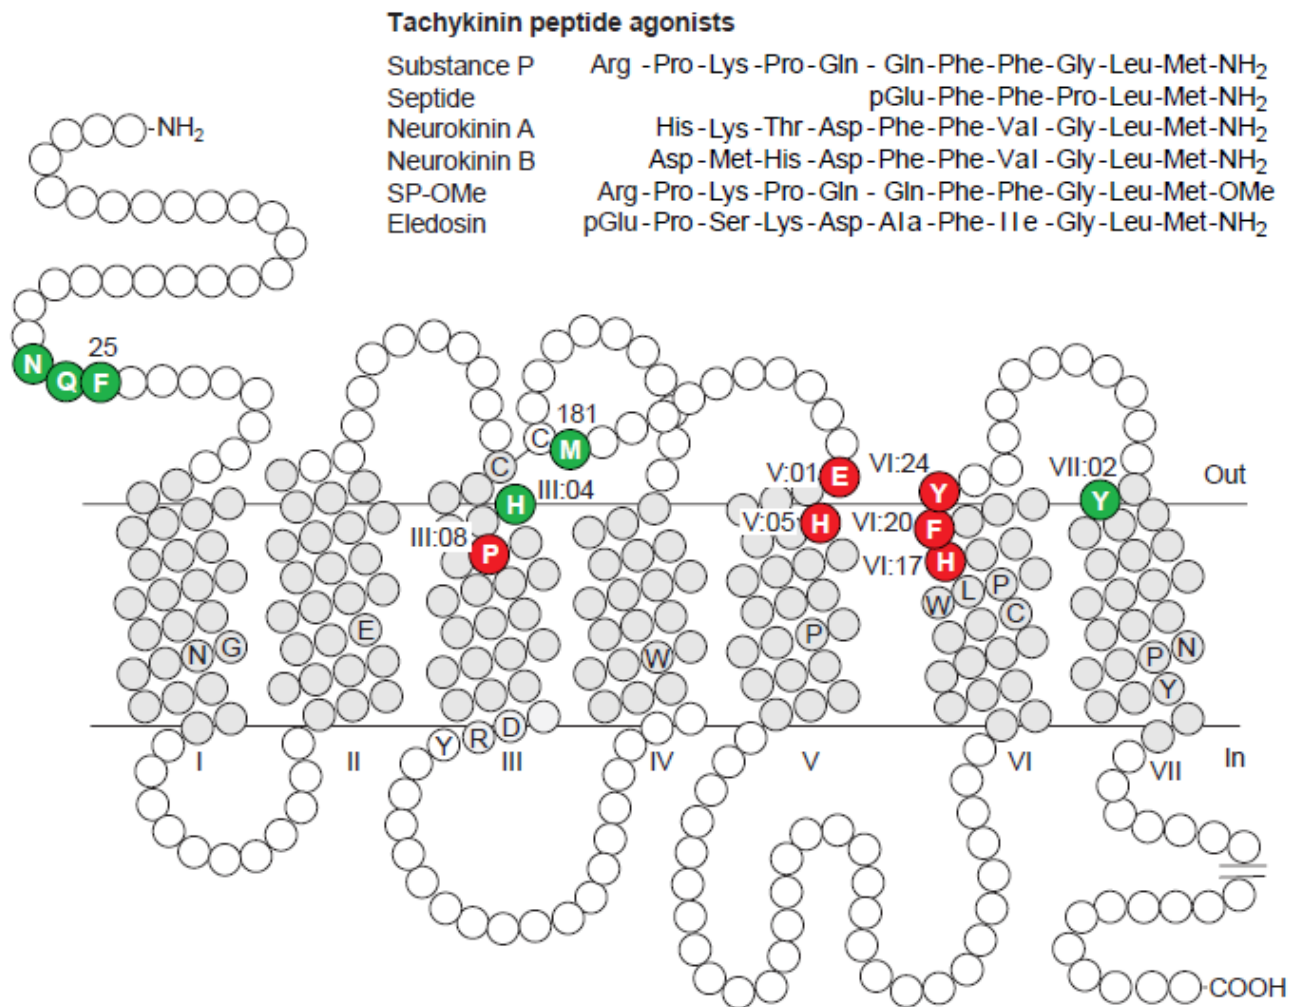 Tachykinin peptide agonists
Substance P Arg -Pro-Lys-Pro-Gln - Gln-Phe-Phe-Gly-Leu-Met-NH2
Septide pGlu-Phe-Phe-Pro-Leu-Met-NH2
Neurokinin A His-Lys-Thr-Asp-Phe-Phe-Val-Gly-Leu-Met-NH2
Neurokinin B Asp-Met-His-Asp-Phe-Phe-Val-Gly-Leu-Met-NH2
SP-OMe Arg-Pro-Lys-Pro-Gln - Gln-Phe-Phe-Gly-Leu-Met-OMe
Eledosin pGlu-Pro-Ser-Lys-Asp-Ala-Phe-Ile-Gly-Leu-Met-NH2
-NH2
25
N Q F
181
C M
C
V:01 E VI:24 Y VII:02 Out
H III:04 Y
V:05 H VI:20 F
III:08 P VI:17 H
W L P
C
E P
N G W P N
Y
Y R D
I II III IV V VI VII In
-COOH